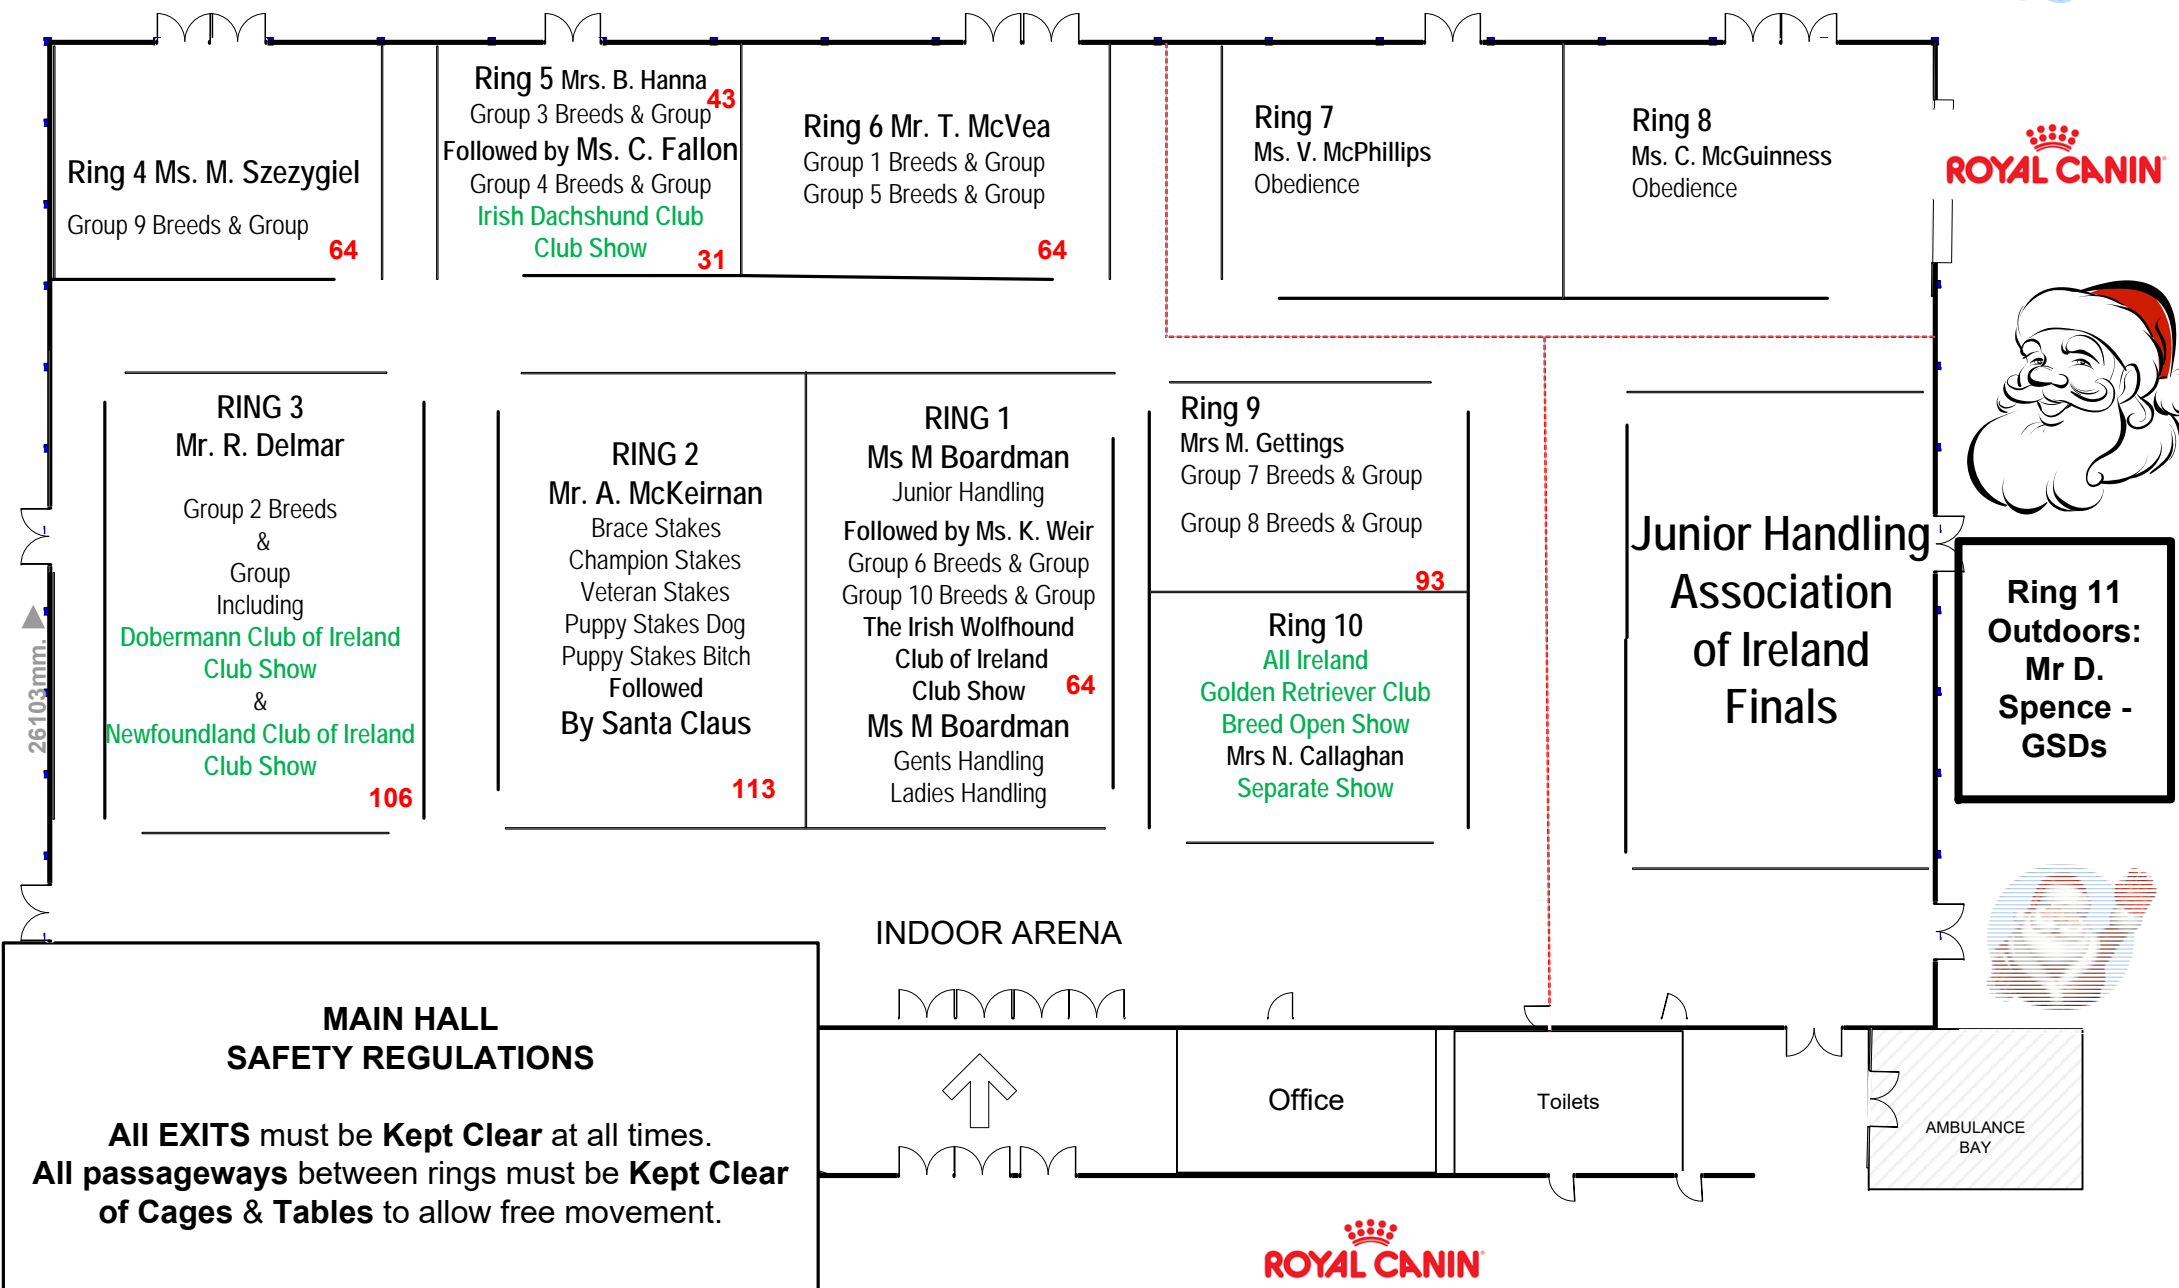 Ring 4 Ms. M. Szezygiel
Group 9 Breeds & Group
64
Ring 5 Mrs. B. Hanna
43
Group 3 Breeds & Group
Followed by Ms. C. Fallon
Group 4 Breeds & Group
Irish Dachshund Club
Club Show
31
Ring 6 Mr. T. McVea
Group 1 Breeds & Group
Group 5 Breeds & Group
64
Ring 7
Ms. V. McPhillips
Obedience
Ring 8
Ms. C. McGuinness
Obedience
ROYAL CANIN
26103mm.
RING 3
Mr. R. Delmar
Group 2 Breeds
&
Group
Including
Dobermann Club of Ireland
Club Show
&
Newfoundland Club of Ireland
Club Show
106
RING 2
Mr. A. McKeirnan
Brace Stakes
Champion Stakes
Veteran Stakes
Puppy Stakes Dog
Puppy Stakes Bitch
Followed
By Santa Claus
113
RING 1
Ms M Boardman
Junior Handling
Followed by Ms. K. Weir
Group 6 Breeds & Group
Group 10 Breeds & Group
The Irish Wolfhound
Club of Ireland
Club Show
64
Ms M Boardman
Gents Handling
Ladies Handling
Ring 9
Mrs M. Gettings
Group 7 Breeds & Group
Group 8 Breeds & Group
93
Ring 10
All Ireland
Golden Retriever Club
Breed Open Show
Mrs N. Callaghan
Separate Show
Junior Handling
Association
of Ireland
Finals
Ring 11
Outdoors:
Mr D.
Spence -
GSDs
INDOOR ARENA
MAIN HALL
SAFETY REGULATIONS
All EXITS must be Kept Clear at all times.
All passageways between rings must be Kept Clear
of Cages & Tables to allow free movement.
Office
Toilets
AMBULANCE
BAY
ROYAL CANIN